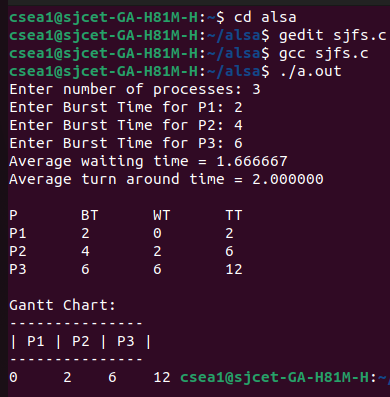 csea1@sjcet-GA-H81M-H:~$ cd alsa
csea1@sjcet-GA-H81M-H:~/alsa$ gedit sjfs.c
csea1@sjcet-GA-H81M-H:~/alsa$ gcc sjfs.c
csea1@sjcet-GA-H81M-H:~/alsa$ ./a.out
Enter number of processes: 3
Enter Burst Time for P1: 2
Enter Burst Time for P2: 4
Enter Burst Time for P3: 6
Average waiting time = 1.666667
Average turn around time = 2.000000
P BT WT TT
P1 2 0 2
P2 4 2 6
P3 6 6 12
Gantt Chart:
---------------
| P1 | P2 | P3 |
---------------
0 2 6 12 csea1@sjcet-GA-H81M-H:~/